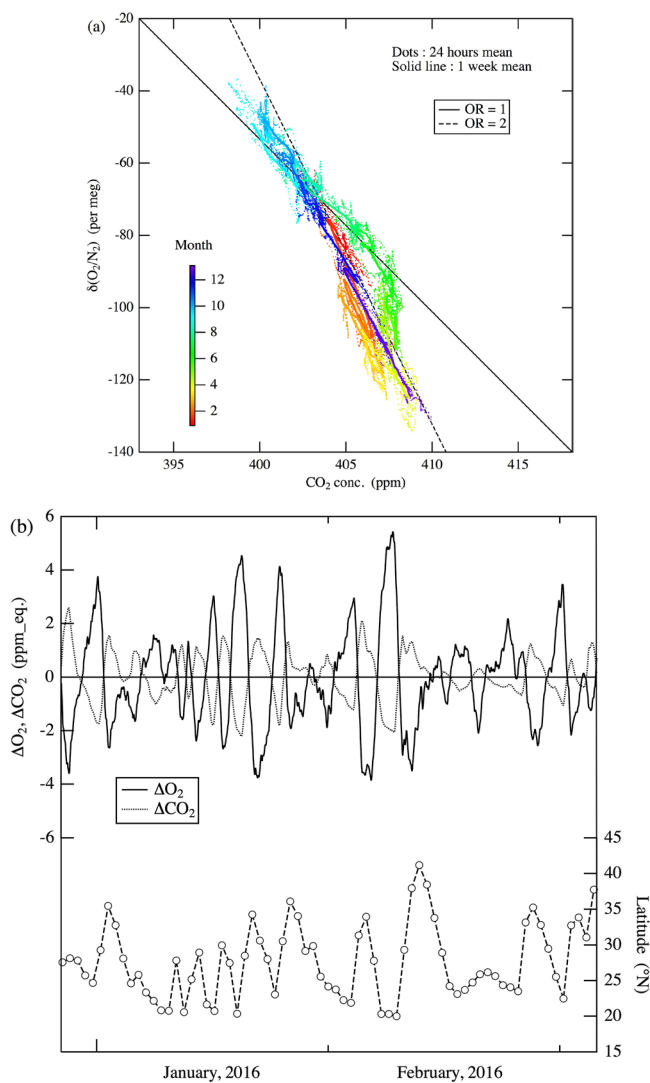 (a)
-20
-40
-60
-80
-100
-120
-140
δ(O₂/N₂) (per meg)
Dots : 24 hours mean
Solid line : 1 week mean
OR = 1
OR = 2
Month
12
10
8
6
4
2
395 400 405 410 415
CO₂ conc. (ppm)
(b)
6
4
2
0
-2
-4
-6
ΔO₂, ΔCO₂ (ppm_eq.)
ΔO₂
ΔCO₂
45
40
35
30
25
20
15
Latitude (°N)
January, 2016 February, 2016